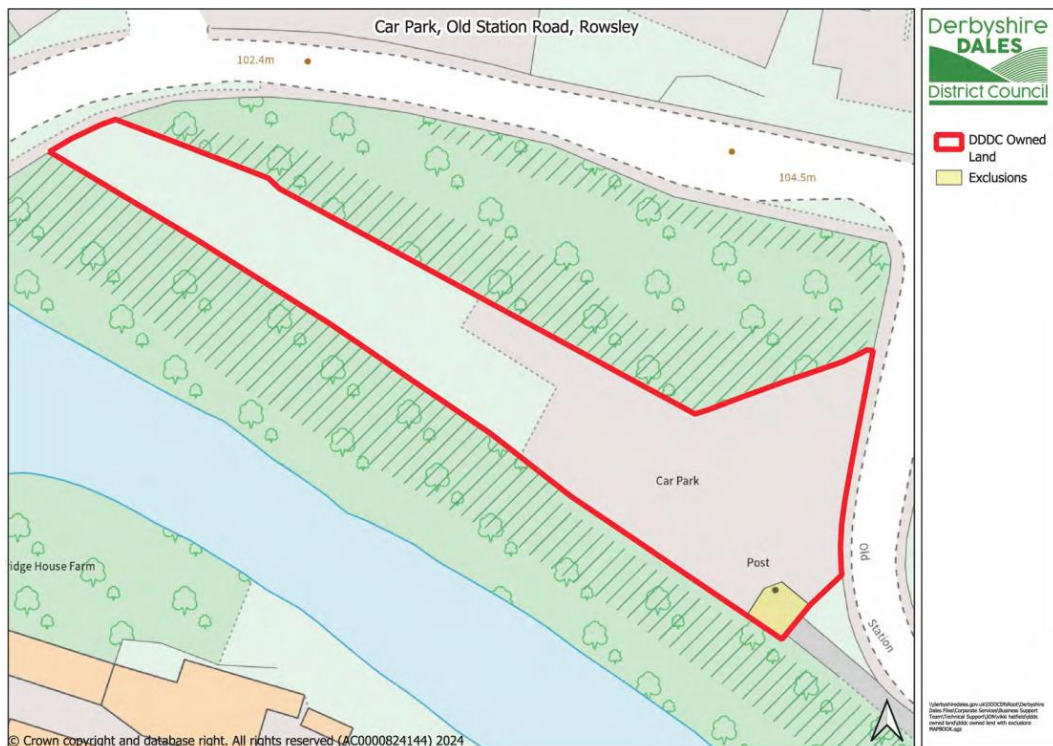 Car Park, Old Station Road, Rowsley
102.4m
104.5m
Car Park
Post
Old
Station
ridge House Farm
© Crown copyright and database right. All rights reserved (AC0000824144) 2024
Derbyshire
DALES
District Council
DDDC Owned
Land
Exclusions